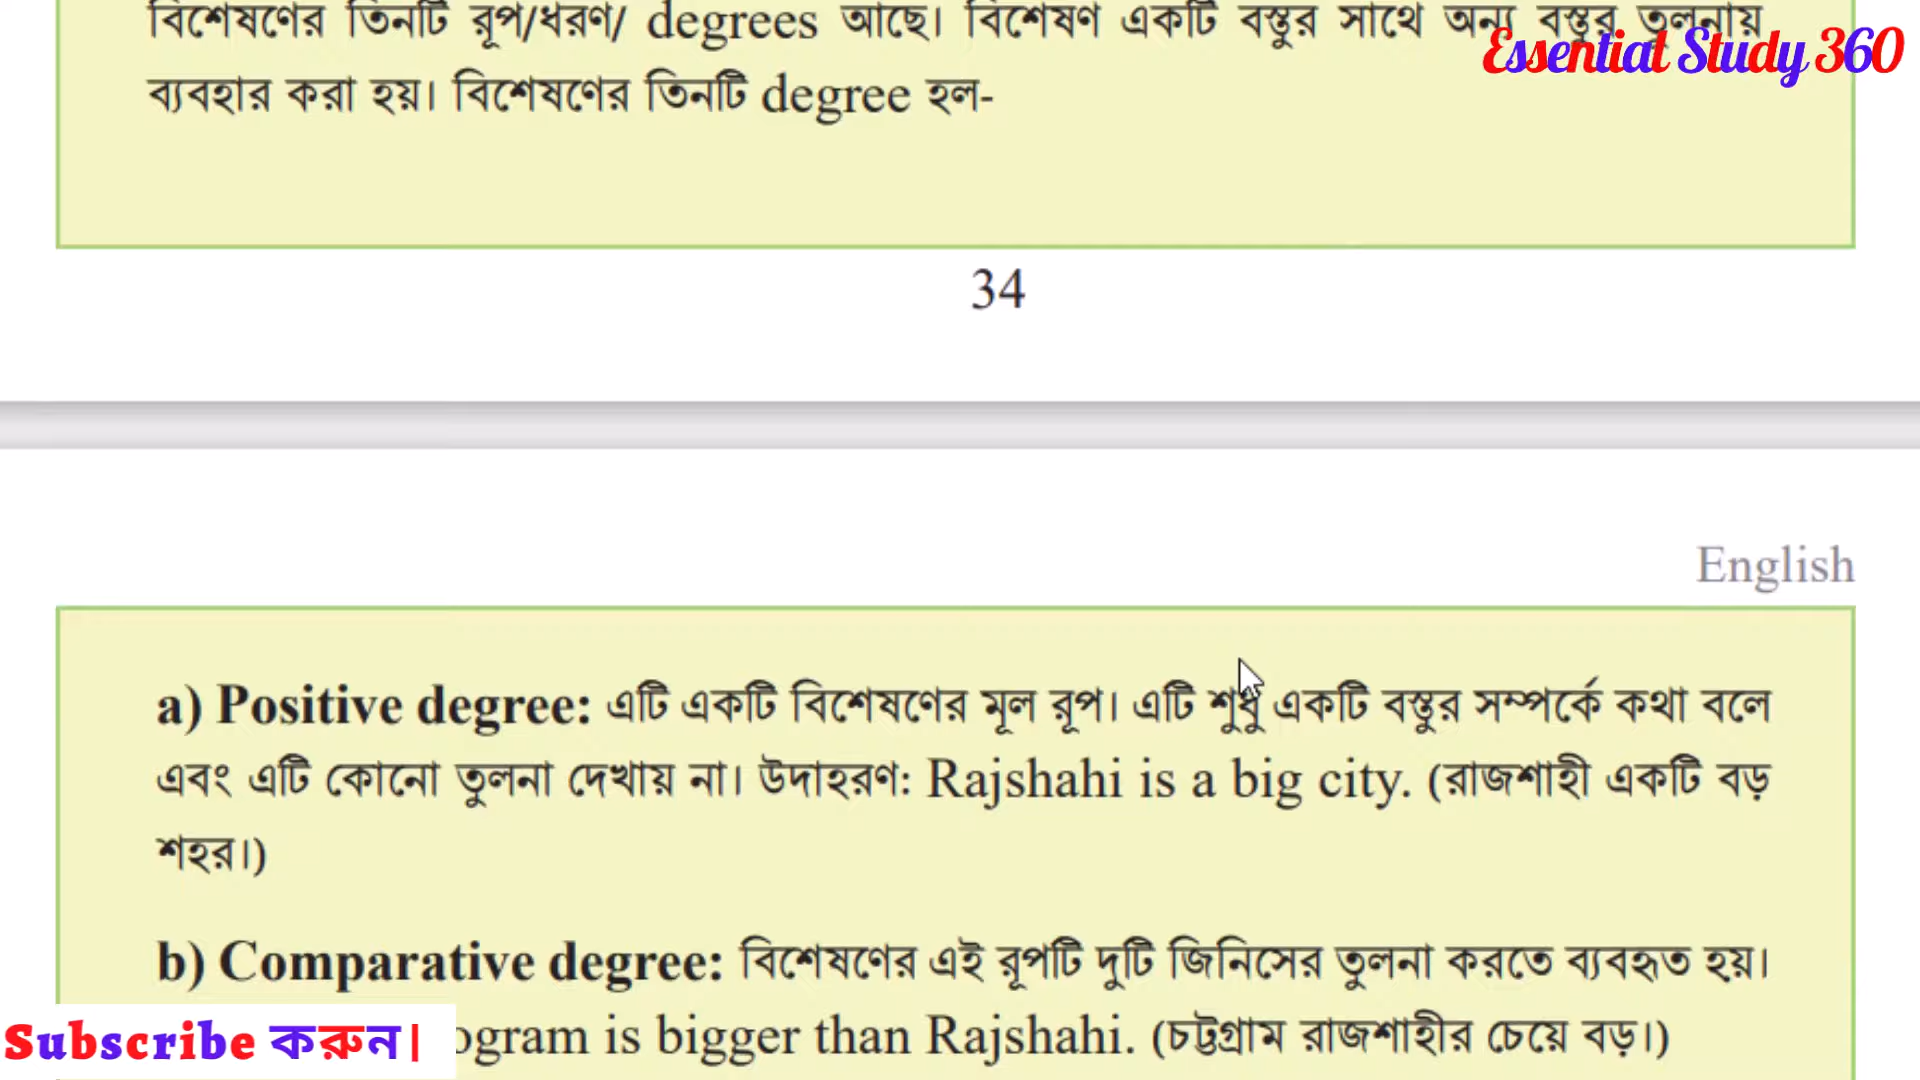 বিশেষণের তিনটি রূপ/ধরণ/ degrees আছে। বিশেষণ একটি বস্তুর সাথে অন্য বস্তুর তুলনায়
Essential Study 360
ব্যবহার করা হয়। বিশেষণের তিনটি degree হল-
34
English
a) Positive degree: এটি একটি বিশেষণের মূল রূপ। এটি শুধু একটি বস্তুর সম্পর্কে কথা বলে
এবং এটি কোনো তুলনা দেখায় না। উদাহরণ: Rajshahi is a big city. (রাজশাহী একটি বড়
শহর।)
b) Comparative degree: বিশেষণের এই রূপটি দুটি জিনিসের তুলনা করতে ব্যবহৃত হয়।
Subscribe করুন।
ogram is bigger than Rajshahi. (চট্টগ্রাম রাজশাহীর চেয়ে বড়।)